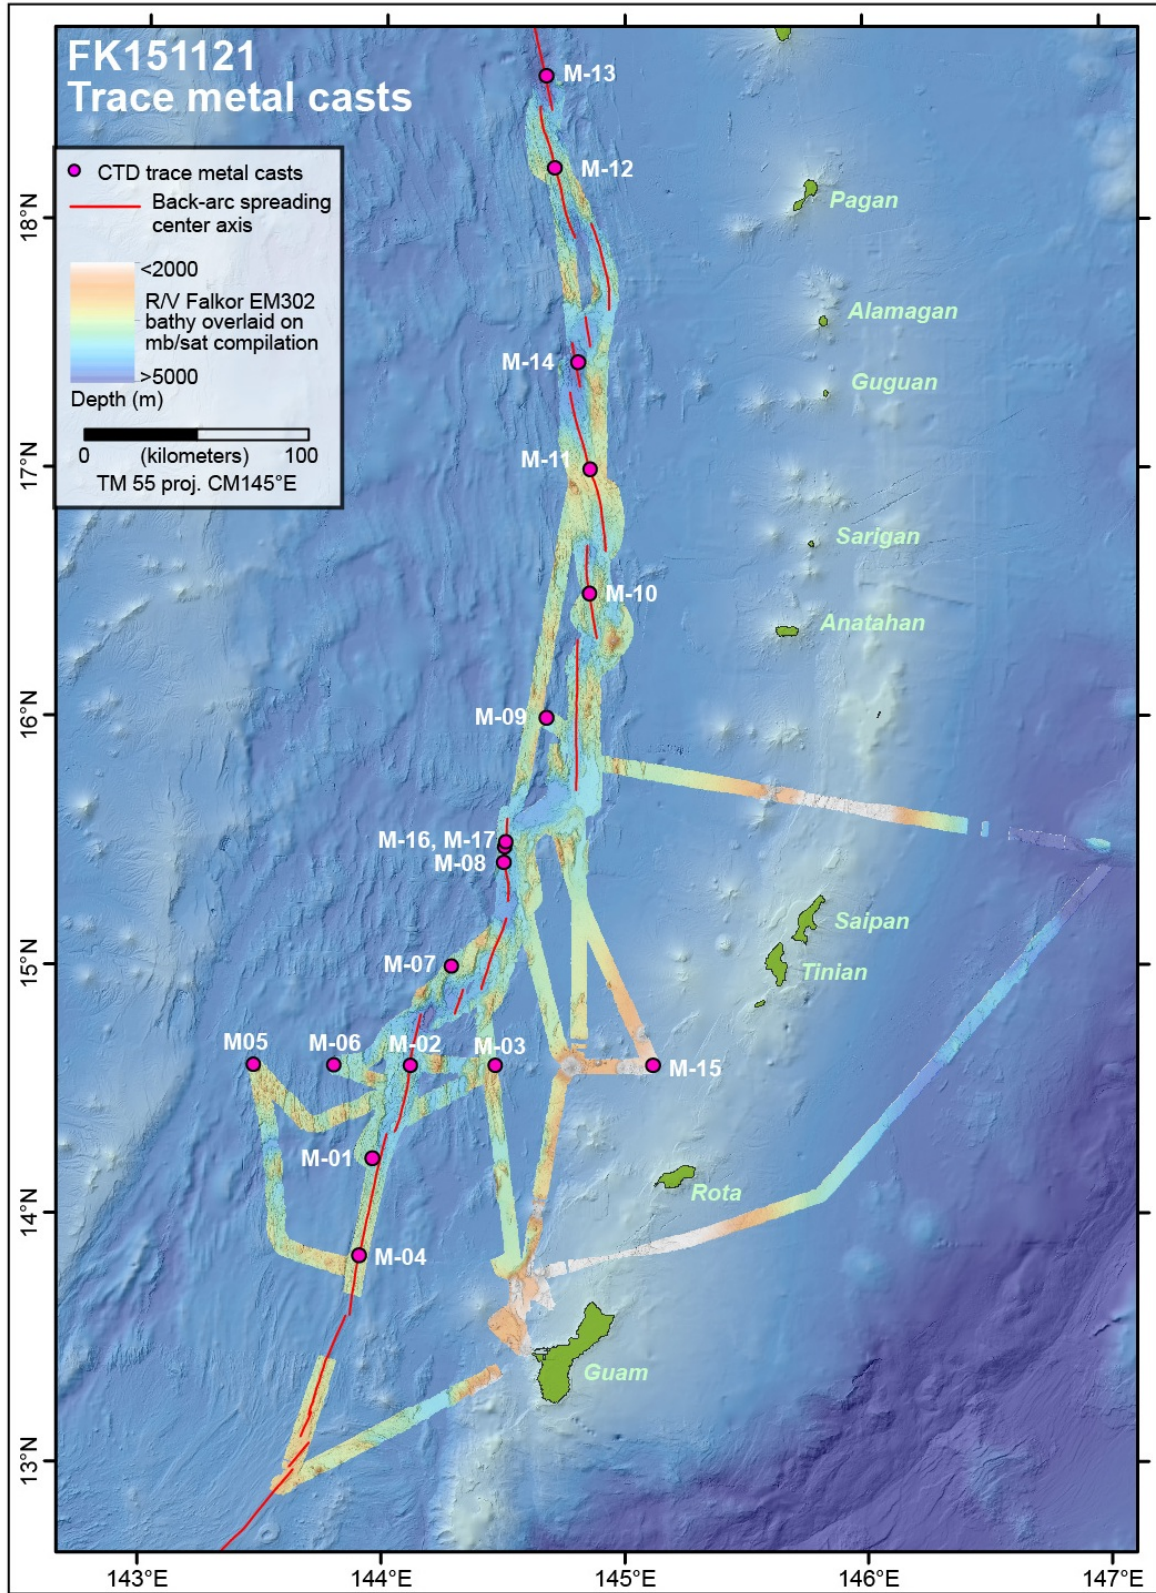 FK151121
Trace metal casts
CTD trace metal casts
Back-arc spreading
center axis
<2000
R/V Falkor EM302
bathy overlaid on
mb/sat compilation
>5000
Depth (m)
0 (kilometers) 100
TM 55 proj. CM145°E
M-13
M-12
Pagan
18°N
Alamagan
M-14
Guguan
M-11
17°N
Sarigan
M-10
Anatahan
M-09
16°N
M-16, M-17
M-08
Saipan
M-07
Tinian
15°N
M05
M-06
M-02
M-03
M-15
M-01
Rota
14°N
M-04
Guam
13°N
143°E
144°E
145°E
146°E
147°E